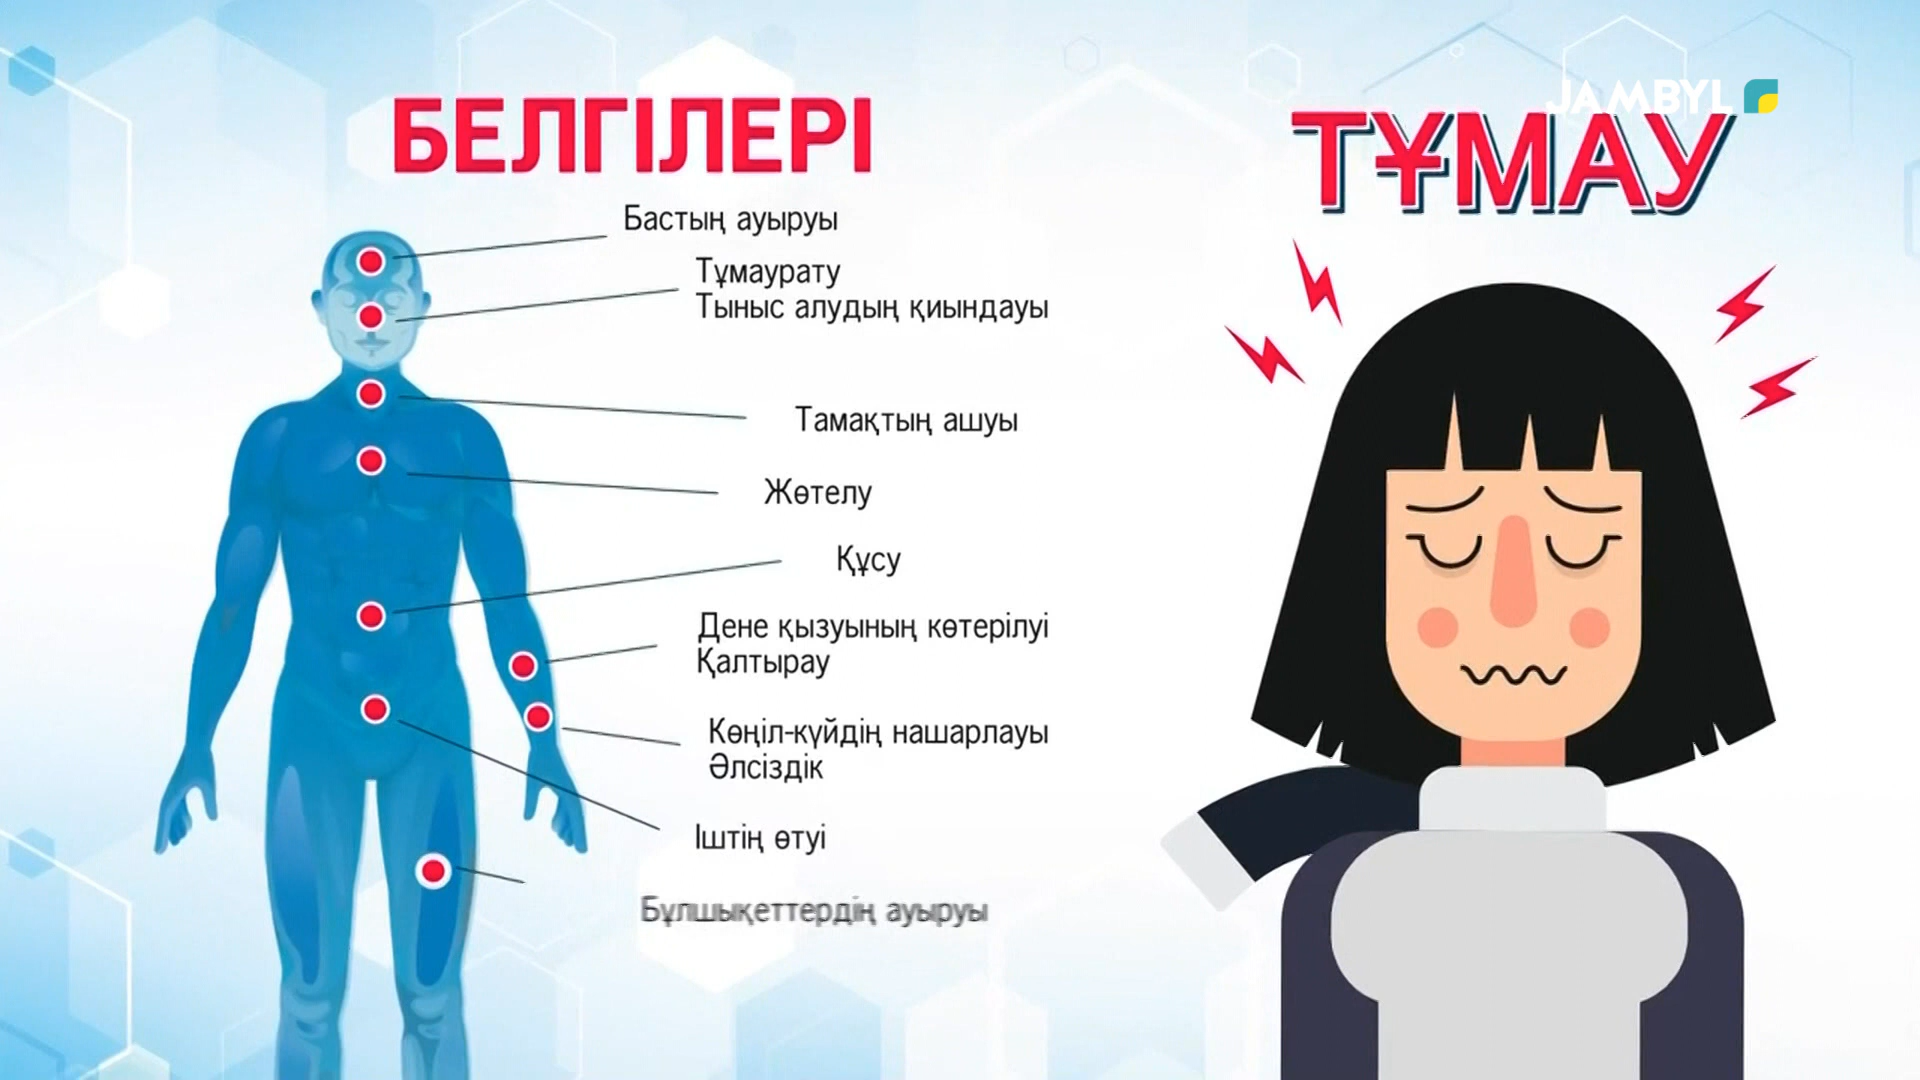 JAMBYL
БЕЛГІЛЕРІ
ТҰМАУ
Бастың ауыруы
Тұмаурату
Тыныс алудың қиындауы
Тамақтың ашуы
Жөтелу
Құсу
Дене қызуының көтерілуі
Қалтырау
Көңіл-күйдің нашарлауы
Әлсіздік
Іштің өтуі
Бұлшықеттердің ауыруы